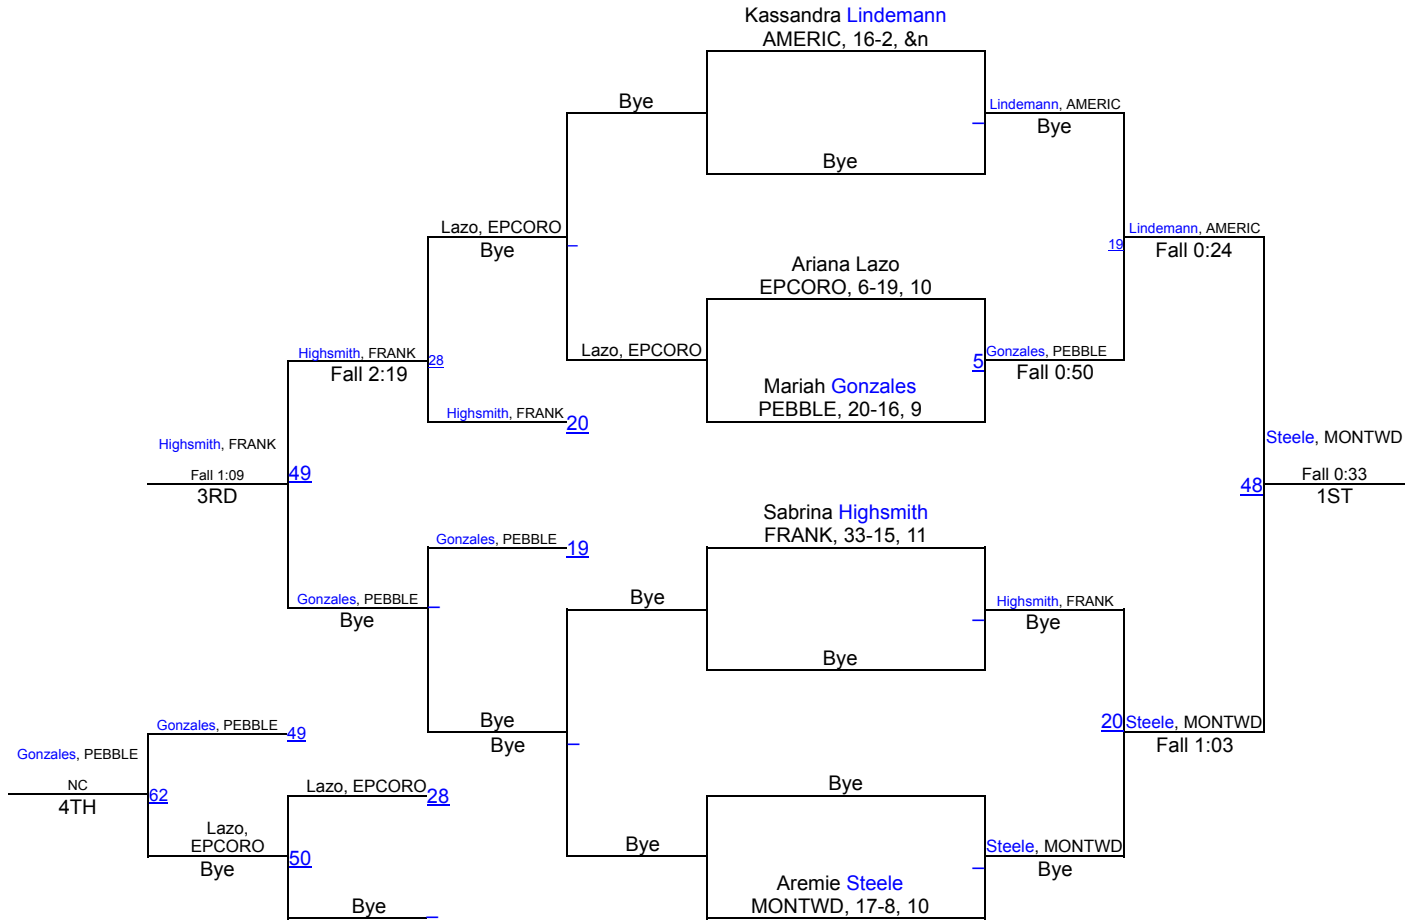 Kassandra Lindemann
AMERIC, 16-2, &n
Bye
Lindemann, AMERIC
Bye
Bye
Lazo, EPCORO
Bye
Lindemann, AMERIC
19
Fall 0:24
Ariana Lazo
EPCORO, 6-19, 10
Lazo, EPCORO
Highsmith, FRANK
28
Fall 2:19
5
Gonzales, PEBBLE
Fall 0:50
Mariah Gonzales
PEBBLE, 20-16, 9
Highsmith, FRANK
20
Highsmith, FRANK
Fall 1:09
49
3RD
Steele, MONTWD
Fall 0:33
48
1ST
Sabrina Highsmith
FRANK, 33-15, 11
Gonzales, PEBBLE
19
Gonzales, PEBBLE
Bye
Bye
Highsmith, FRANK
Bye
Bye
Bye
Bye
20
Steele, MONTWD
Fall 1:03
Gonzales, PEBBLE
49
Gonzales, PEBBLE
NC
62
4TH
Lazo, EPCORO
28
Bye
Lazo,
EPCORO
50
Bye
Bye
Steele, MONTWD
Bye
Aremie Steele
MONTWD, 17-8, 10
Bye